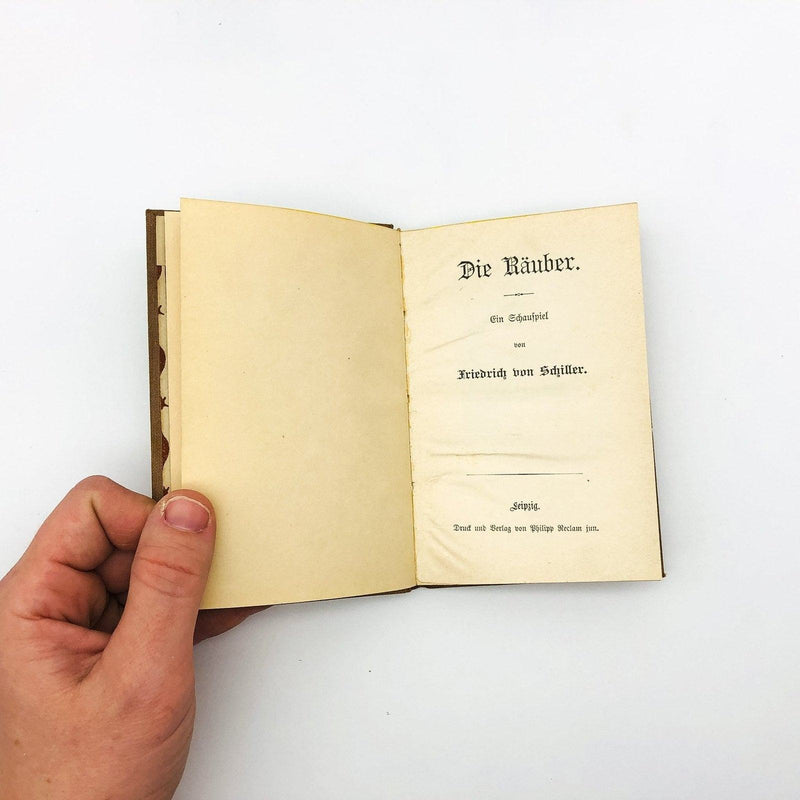 Die Räuber.
Ein Schauſpiel
von
Friedrich von Schiller.
Leipzig.
Druck und Verlag von Philipp Reclam jun.